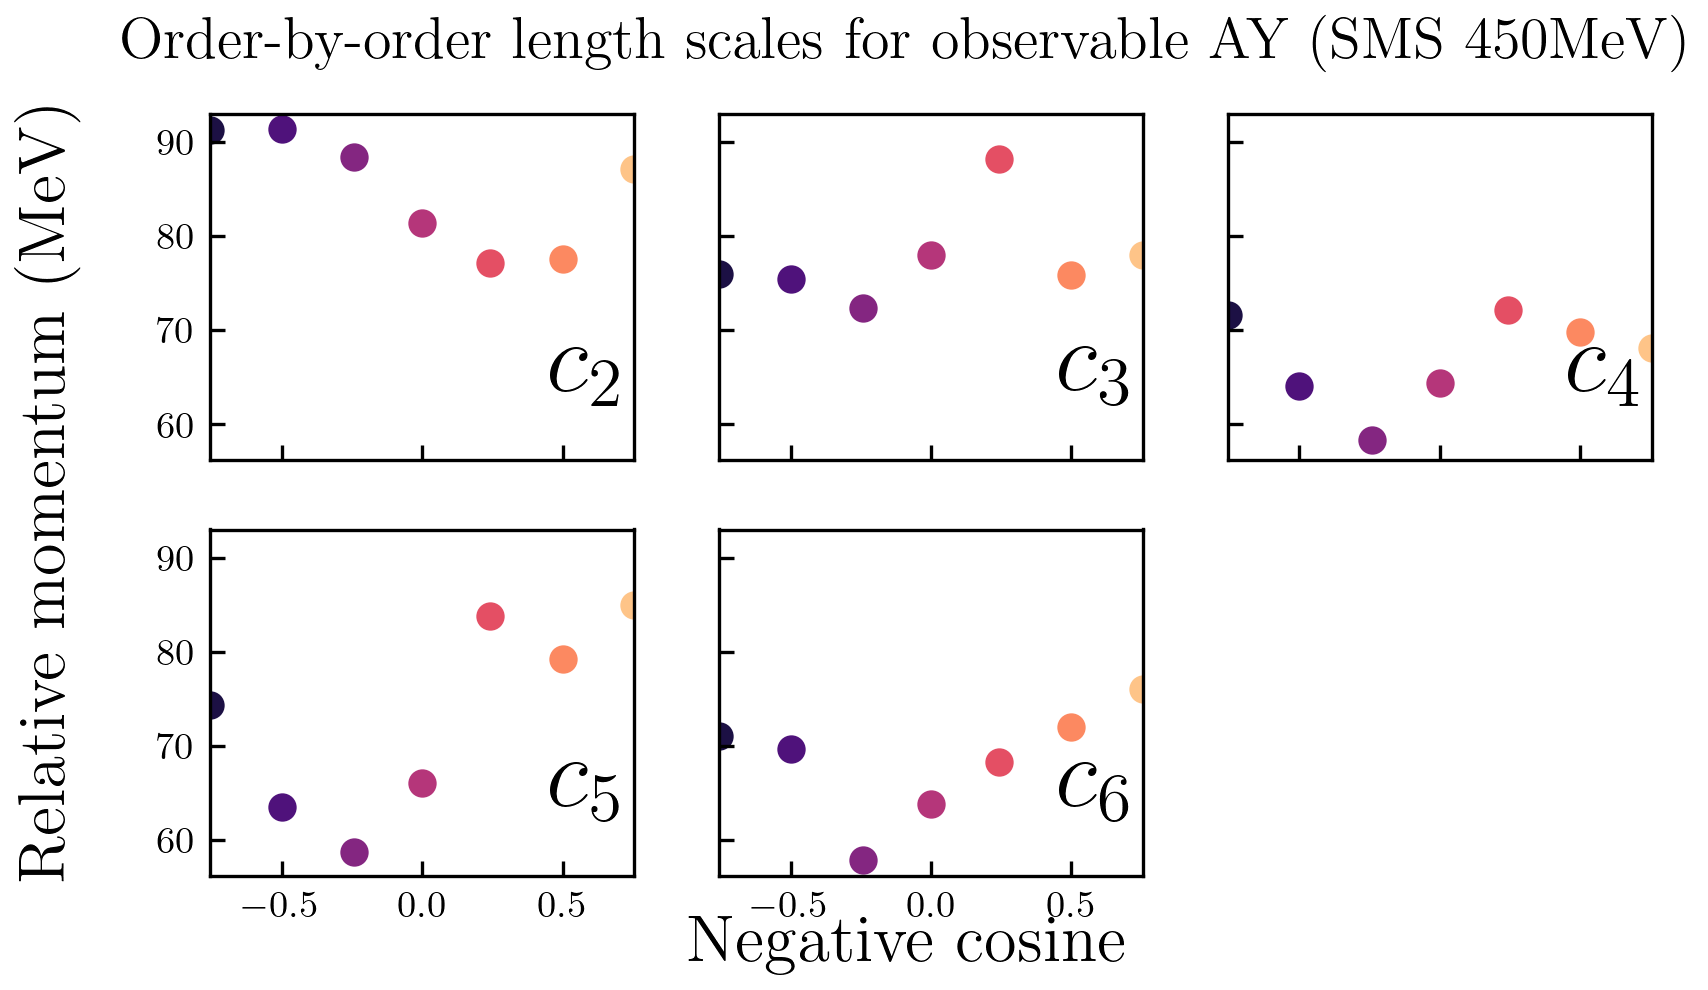 Order-by-order length scales for observable AY (SMS 450MeV)
Relative momentum (MeV)
90
80
70
60
c2
c3
c4
90
80
70
60
c5
c6
−0.5 0.0 0.5
−0.5 0.0 0.5
Negative cosine